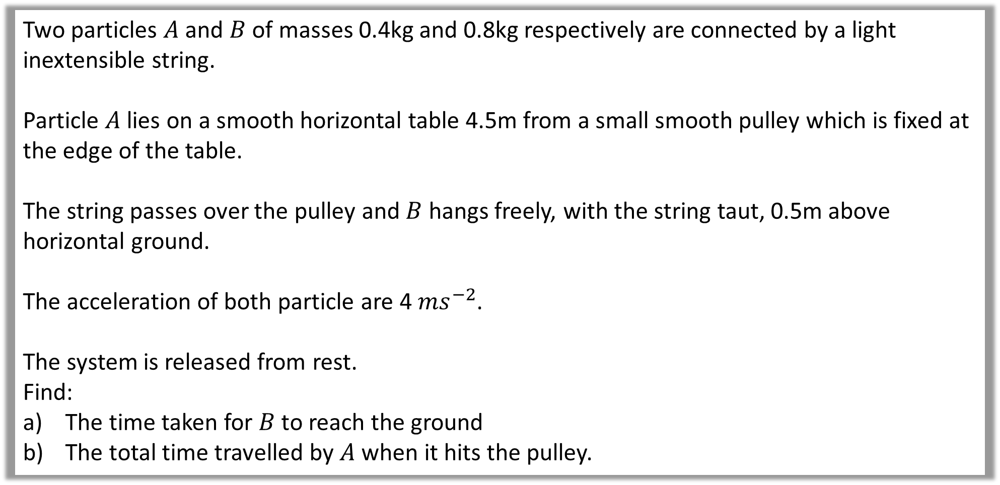 Two particles A and B of masses 0.4kg and 0.8kg respectively are connected by a light
inextensible string.
Particle A lies on a smooth horizontal table 4.5m from a small smooth pulley which is fixed at
the edge of the table.
The string passes over the pulley and B hangs freely, with the string taut, 0.5m above
horizontal ground.
The acceleration of both particle are 4 ms⁻².
The system is released from rest.
Find:
a) The time taken for B to reach the ground
b) The total time travelled by A when it hits the pulley.